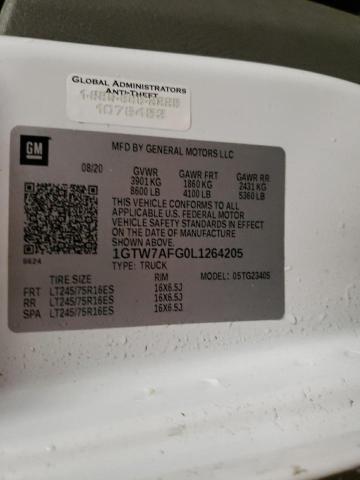 GLOBAL ADMINISTRATORS
ANTI-THEFT
1076452
GM
MFD BY GENERAL MOTORS LLC
08/20 GVWR GAWR FRT GAWR RR
3901 KG 1860 KG 2431 KG
8600 LB 4100 LB 5360 LB
THIS VEHICLE CONFORMS TO ALL
APPLICABLE U.S. FEDERAL MOTOR
VEHICLE SAFETY STANDARDS IN EFFECT
ON THE DATE OF MANUFACTURE
SHOWN ABOVE.
1GTW7AFG0L1264205
TYPE: TRUCK MODEL: 05TG23405
TIRE SIZE RIM
FRT LT245/75R16ES 16X6.5J
RR LT245/75R16ES 16X6.5J
SPA LT245/75R16ES 16X6.5J